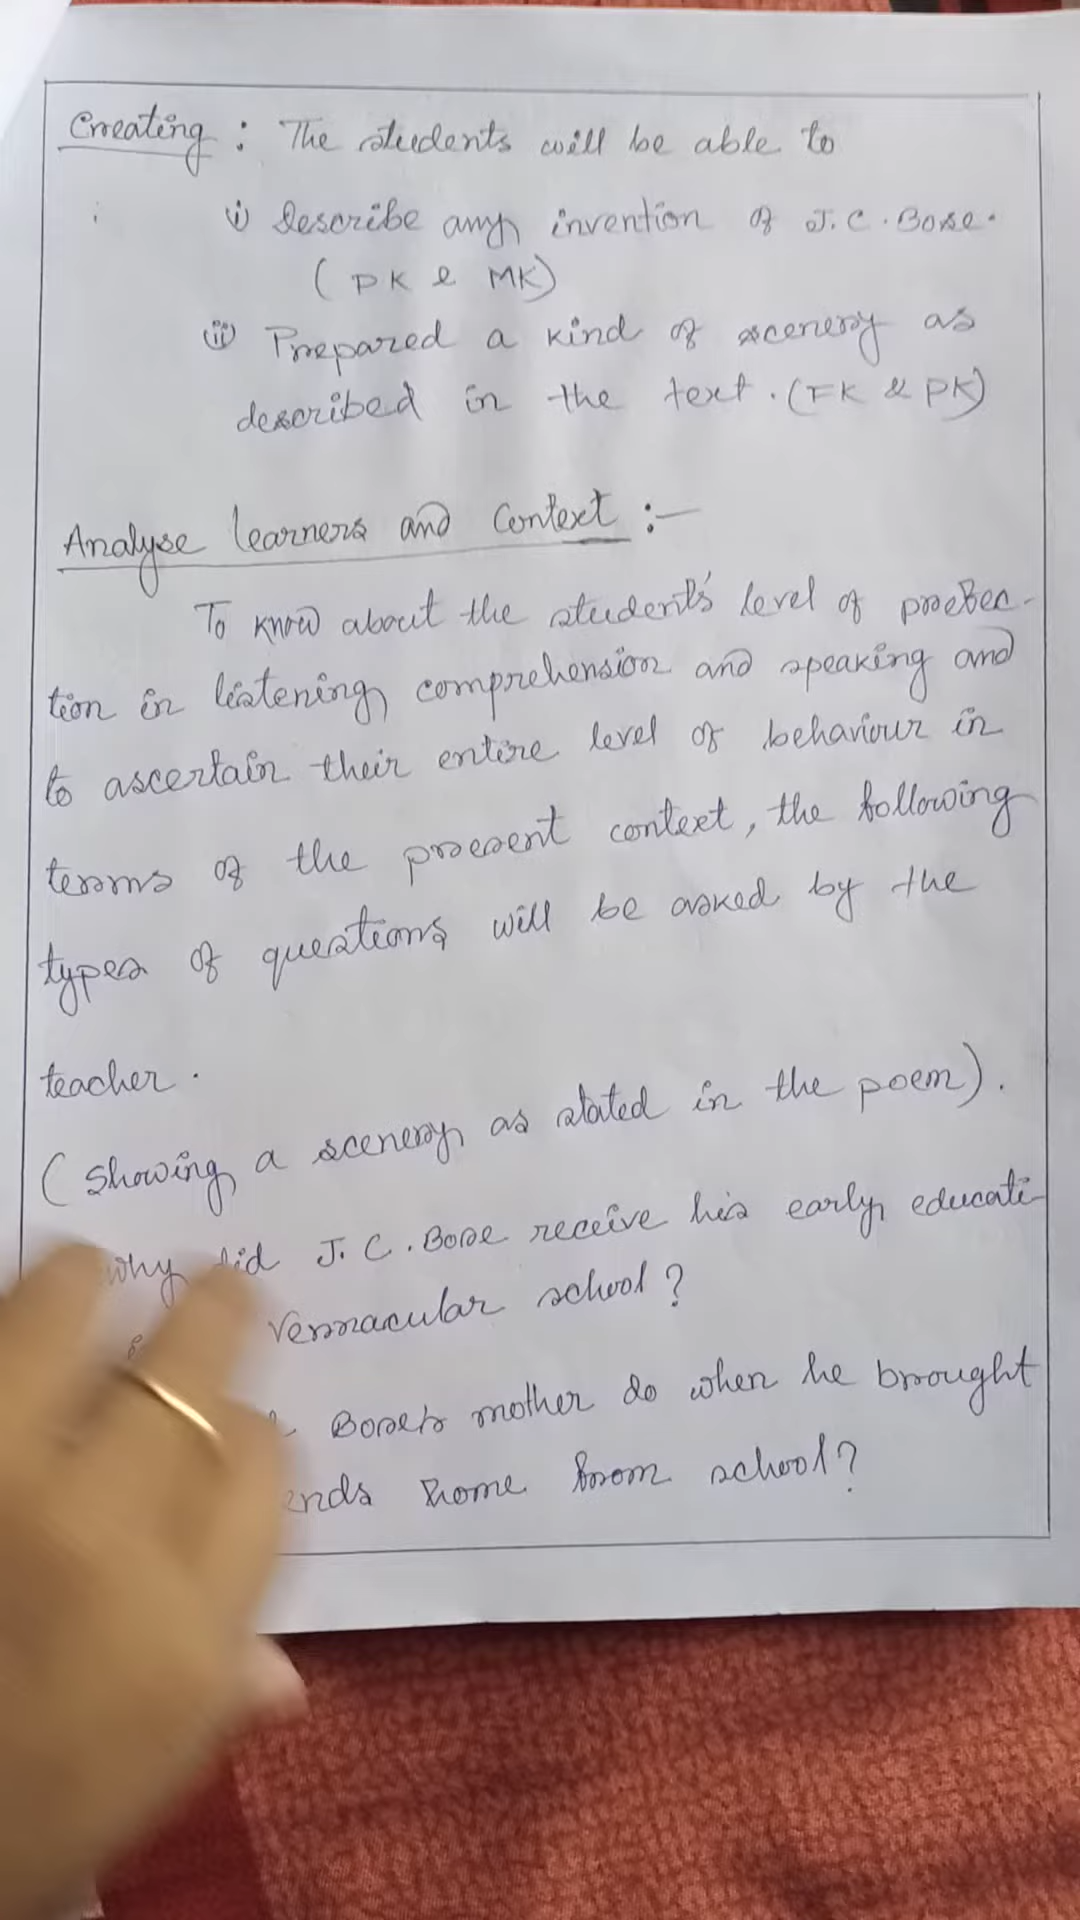 Creating : The students will be able to
i) describe any invention of J.C. Bose.
(PK & MK)
ii) Prepared a kind of scenery as
described in the text. (FK & PK)
Analyse learners and Context :-
To know about the students' level of perfec-
tion in listening, comprehension and speaking and
to ascertain their entire level of behaviour in
terms of the present context, the following
types of questions will be asked by the
teacher.
(Showing a scenery as stated in the poem).
why did J.C. Bose receive his early educati-
vernacular school?
Bose's mother do when he brought
home from school?